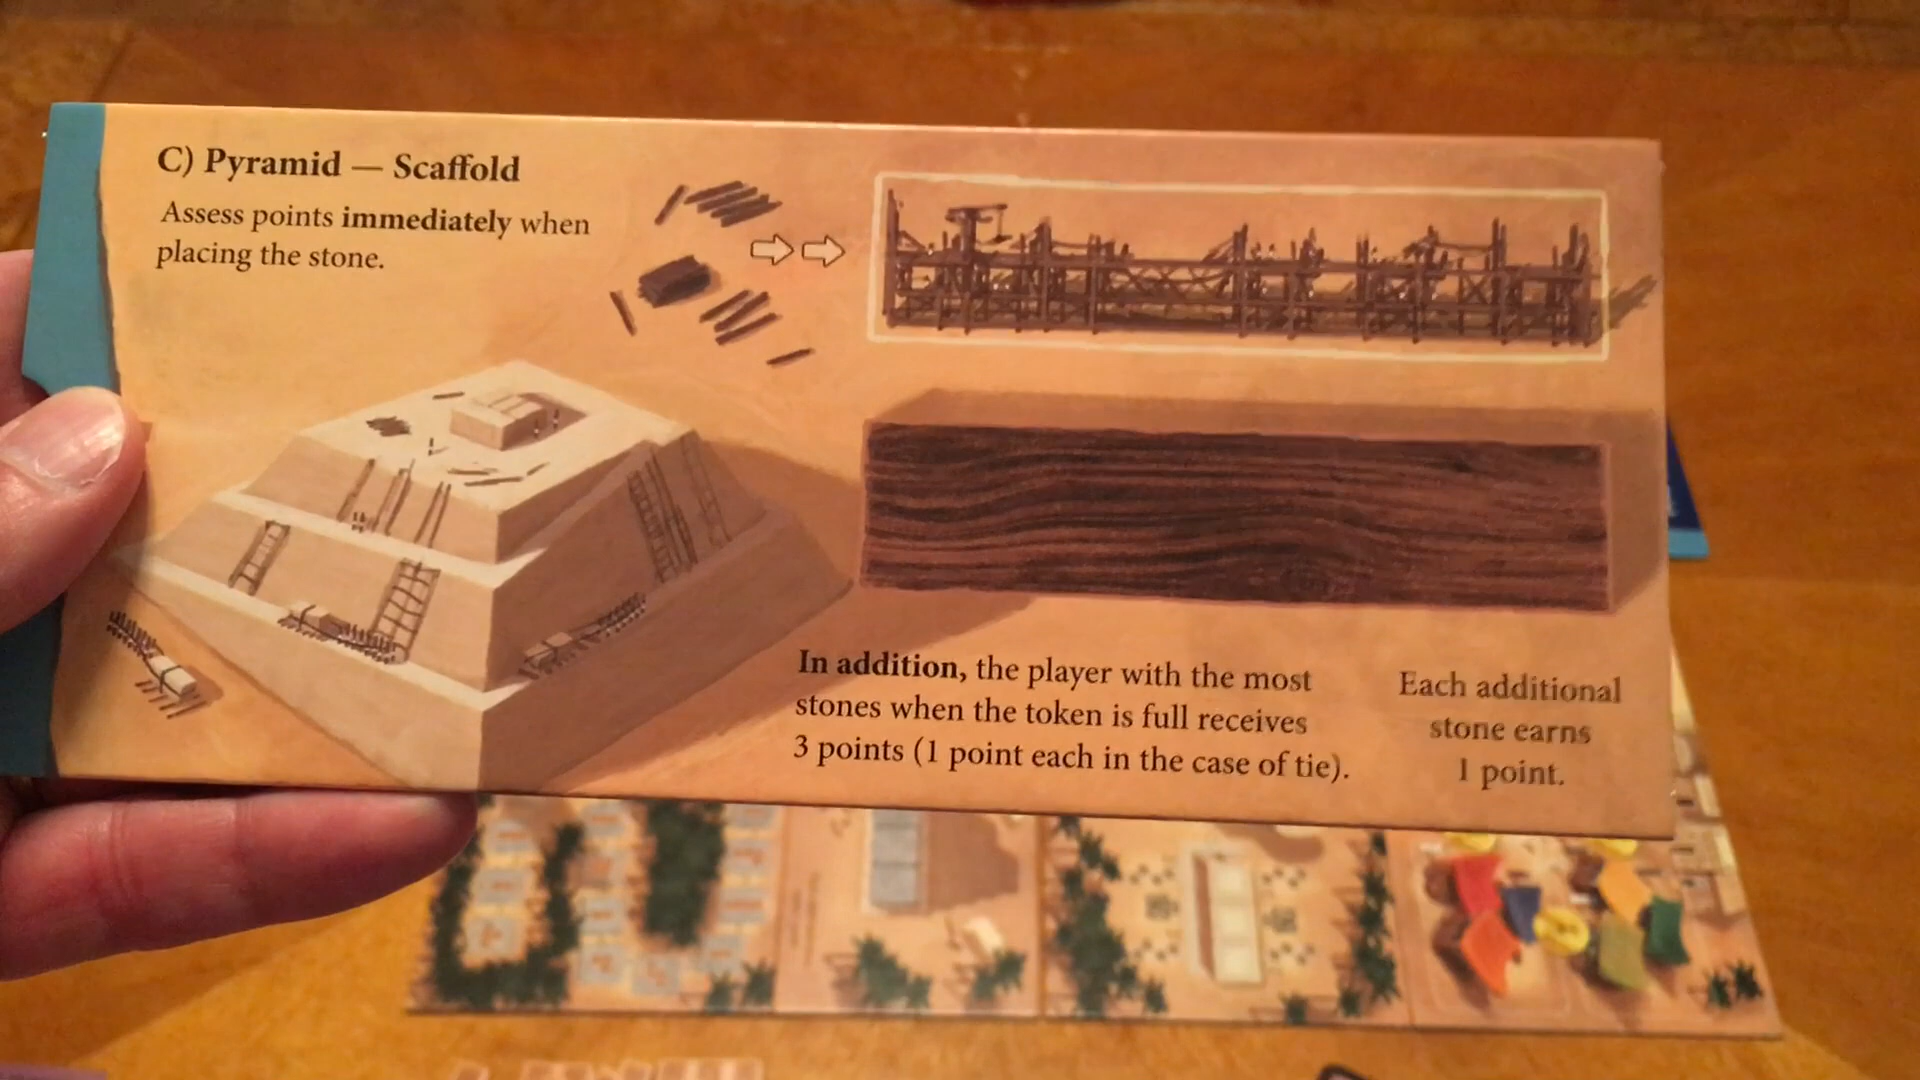 C) Pyramid — Scaffold
Assess points immediately when
placing the stone.
In addition, the player with the most
stones when the token is full receives
3 points (1 point each in the case of tie).
Each additional
stone earns
1 point.